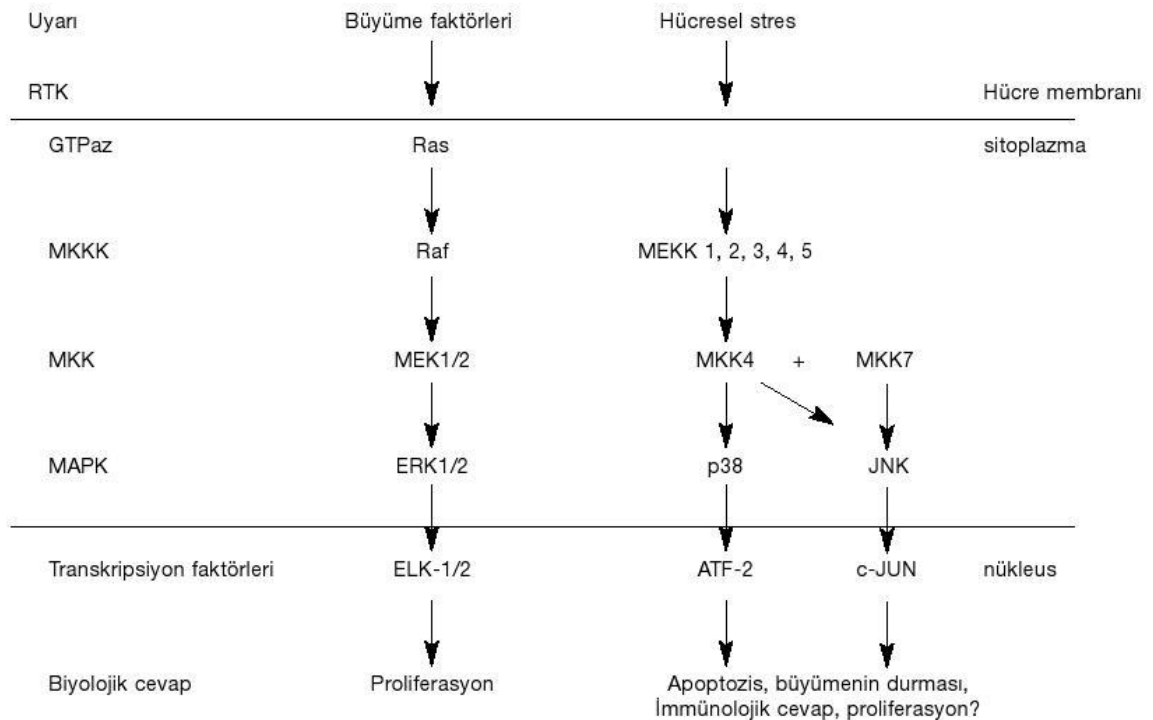 Uyarı Büyüme faktörleri Hücresel stres
RTK Hücre membranı
GTPaz Ras sitoplazma
MKKK Raf MEKK 1, 2, 3, 4, 5
MKK MEK1/2 MKK4 + MKK7
MAPK ERK1/2 p38 JNK
Transkripsiyon faktörleri ELK-1/2 ATF-2 c-JUN nükleus
Biyolojik cevap Proliferasyon Apoptozis, büyümenin durması,
İmmünolojik cevap, proliferasyon?